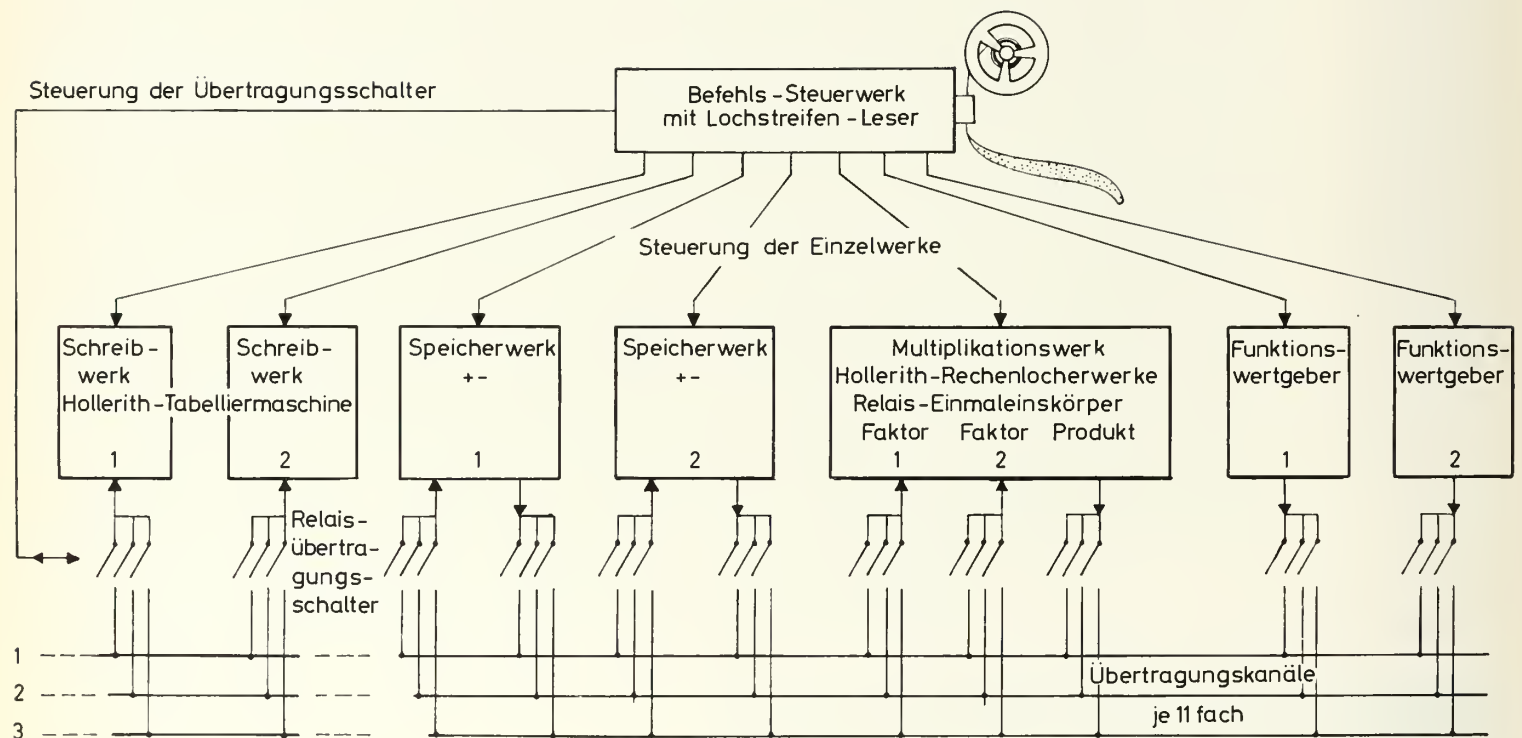 Steuerung der Übertragungsschalter
Befehls-Steuerwerk
mit Lochstreifen-Leser
Steuerung der Einzelwerke
Schreib-
werk
Hollerith-Tabelliermaschine
1
Schreib-
werk
2
Speicherwerk
+-
1
Speicherwerk
+-
2
Multiplikationswerk
Hollerith-Rechenlocherwerke
Relais-Einmaleinskörper
Faktor Faktor Produkt
1 2
Funktions-
wertgeber
1
Funktions-
wertgeber
2
Relais-
übertra-
gungs-
schalter
1
2
3
Übertragungskanäle
je 11 fach